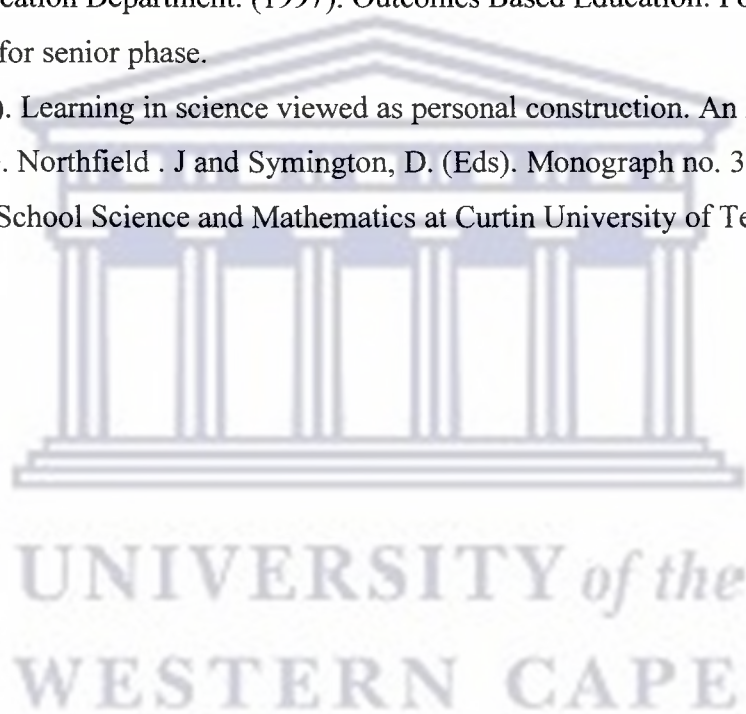 cation Department. (1997). Outcomes Based Education. Fo
for senior phase.
). Learning in science viewed as personal construction. An
. Northfield . J and Symington, D. (Eds). Monograph no. 3
School Science and Mathematics at Curtin University of Te
UNIVERSITY of the
WESTERN CAPE